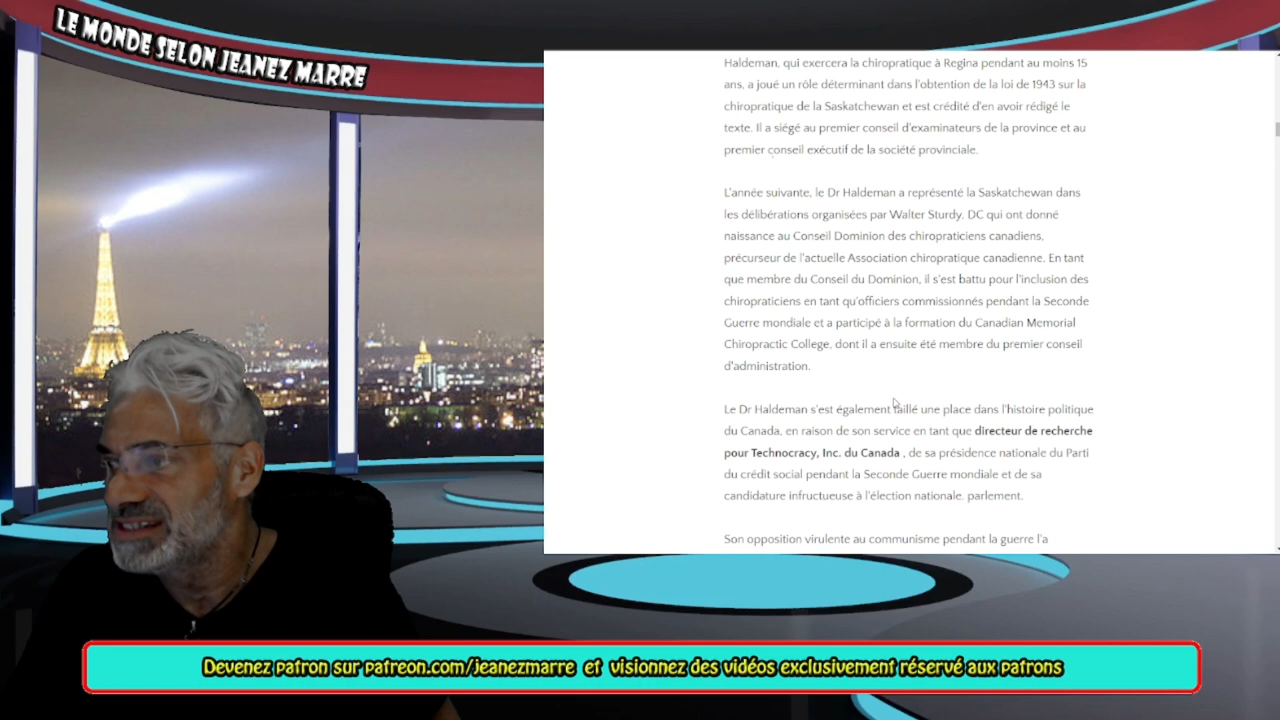 LE MONDE SELON JEANEZ MARRE
Haldeman, qui exercera la chiropratique à Regina pendant au moins 15
ans, a joué un rôle déterminant dans l'obtention de la loi de 1943 sur la
chiropratique de la Saskatchewan et est crédité d'en avoir rédigé le
texte. Il a siégé au premier conseil d'examinateurs de la province et au
premier conseil exécutif de la société provinciale.
L'année suivante, le Dr Haldeman a représenté la Saskatchewan dans
les délibérations organisées par Walter Sturdy, DC qui ont donné
naissance au Conseil Dominion des chiropraticiens canadiens,
précurseur de l'actuelle Association chiropratique canadienne. En tant
que membre du Conseil du Dominion, il s'est battu pour l'inclusion des
chiropraticiens en tant qu'officiers commissionnés pendant la Seconde
Guerre mondiale et a participé à la formation du Canadian Memorial
Chiropractic College, dont il a ensuite été membre du premier conseil
d'administration.
Le Dr Haldeman s'est également taillé une place dans l'histoire politique
du Canada, en raison de son service en tant que directeur de recherche
pour Technocracy, Inc. du Canada , de sa présidence nationale du Parti
du crédit social pendant la Seconde Guerre mondiale et de sa
candidature infructueuse à l'élection nationale. parlement.
Son opposition virulente au communisme pendant la guerre l'a
Devenez patron sur patreon.com/jeanezmarre et visionnez des vidéos exclusivement réservé aux patrons